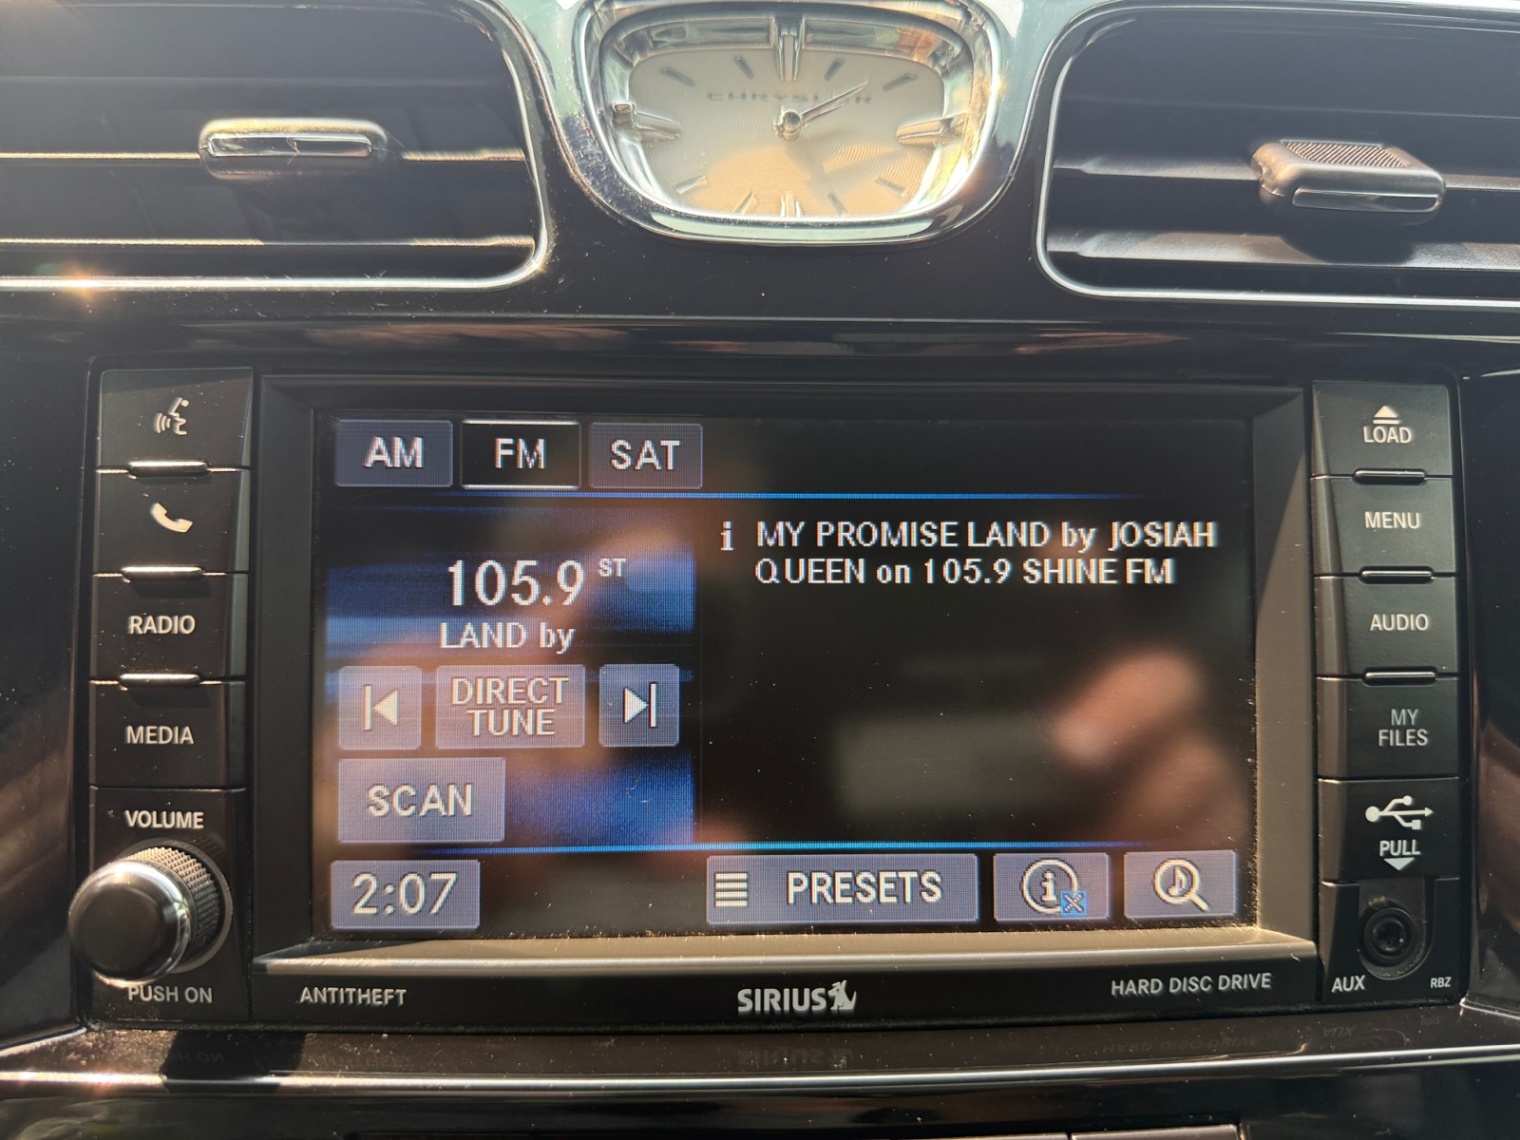 CHRYSLER
AM FM SAT
105.9 ST
LAND by
i MY PROMISE LAND by JOSIAH
QUEEN on 105.9 SHINE FM
DIRECT
TUNE
SCAN
2:07
PRESETS
i
RADIO
MEDIA
VOLUME
PUSH ON
LOAD
MENU
AUDIO
MY
FILES
PULL
AUX
RBZ
ANTITHEFT
SIRIUS
HARD DISC DRIVE